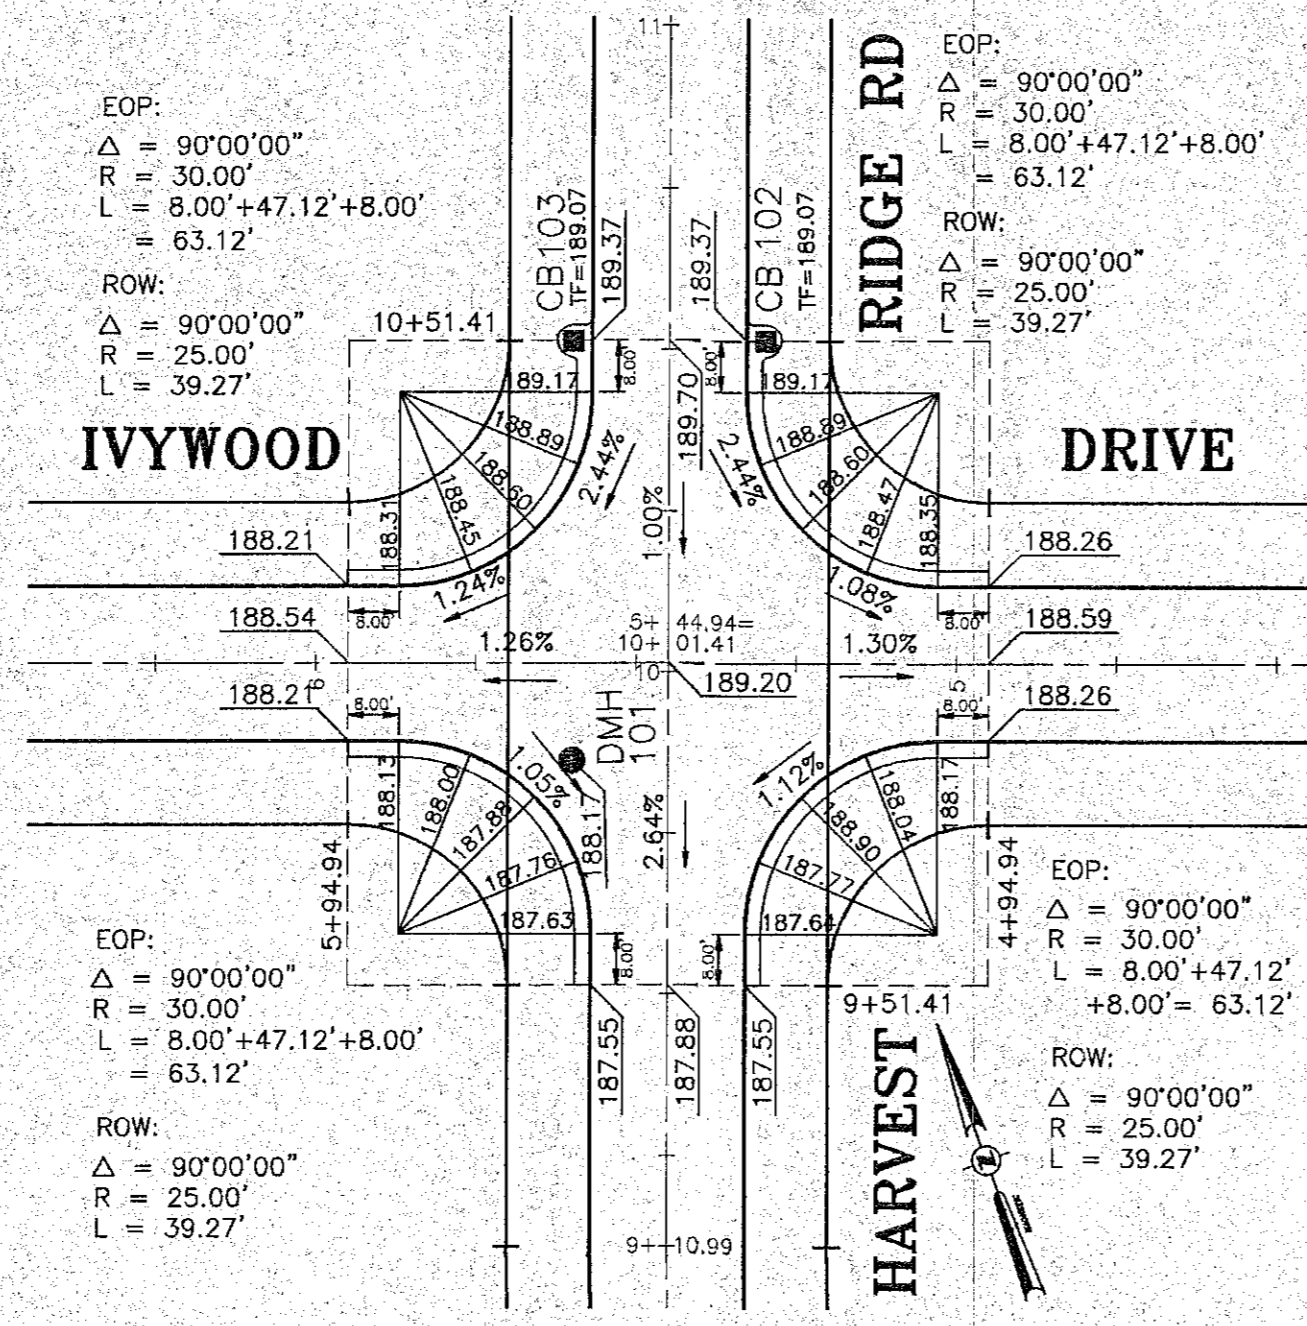 11
EOP:
Δ = 90°00'00"
R = 30.00'
L = 8.00'+47.12'+8.00'
= 63.12'
ROW:
Δ = 90°00'00"
R = 25.00'
L = 39.27'
EOP:
Δ = 90°00'00"
R = 30.00'
L = 8.00'+47.12'+8.00'
= 63.12'
ROW:
Δ = 90°00'00"
R = 25.00'
L = 39.27'
RIDGE RD
CB 103
TF=189.07
189.37
189.37
CB 102
TF=189.07
10+51.41
8.00'
8.00'
189.17
189.70
189.17
IVYWOOD
DRIVE
188.89
188.60
188.45
188.31
2.44%
1.00%
2.44%
188.89
188.60
188.47
188.35
188.21
188.26
1.24%
1.08%
8.00'
8.00'
188.54
188.59
1.26%
5+ 44.94=
10+ 01.41
1.30%
10
189.20
6
5
188.21
188.26
8.00'
8.00'
DMH
101
188.17
1.05%
2.64%
1.12%
188.13
188.00
187.88
187.76
187.63
188.17
188.04
188.90
187.77
187.64
5+94.94
4+94.94
8.00'
8.00'
187.55
187.88
187.55
9+51.41
EOP:
Δ = 90°00'00"
R = 30.00'
L = 8.00'+47.12'+8.00'
= 63.12'
ROW:
Δ = 90°00'00"
R = 25.00'
L = 39.27'
EOP:
Δ = 90°00'00"
R = 30.00'
L = 8.00'+47.12'
+8.00'= 63.12'
ROW:
Δ = 90°00'00"
R = 25.00'
L = 39.27'
HARVEST
9+10.99